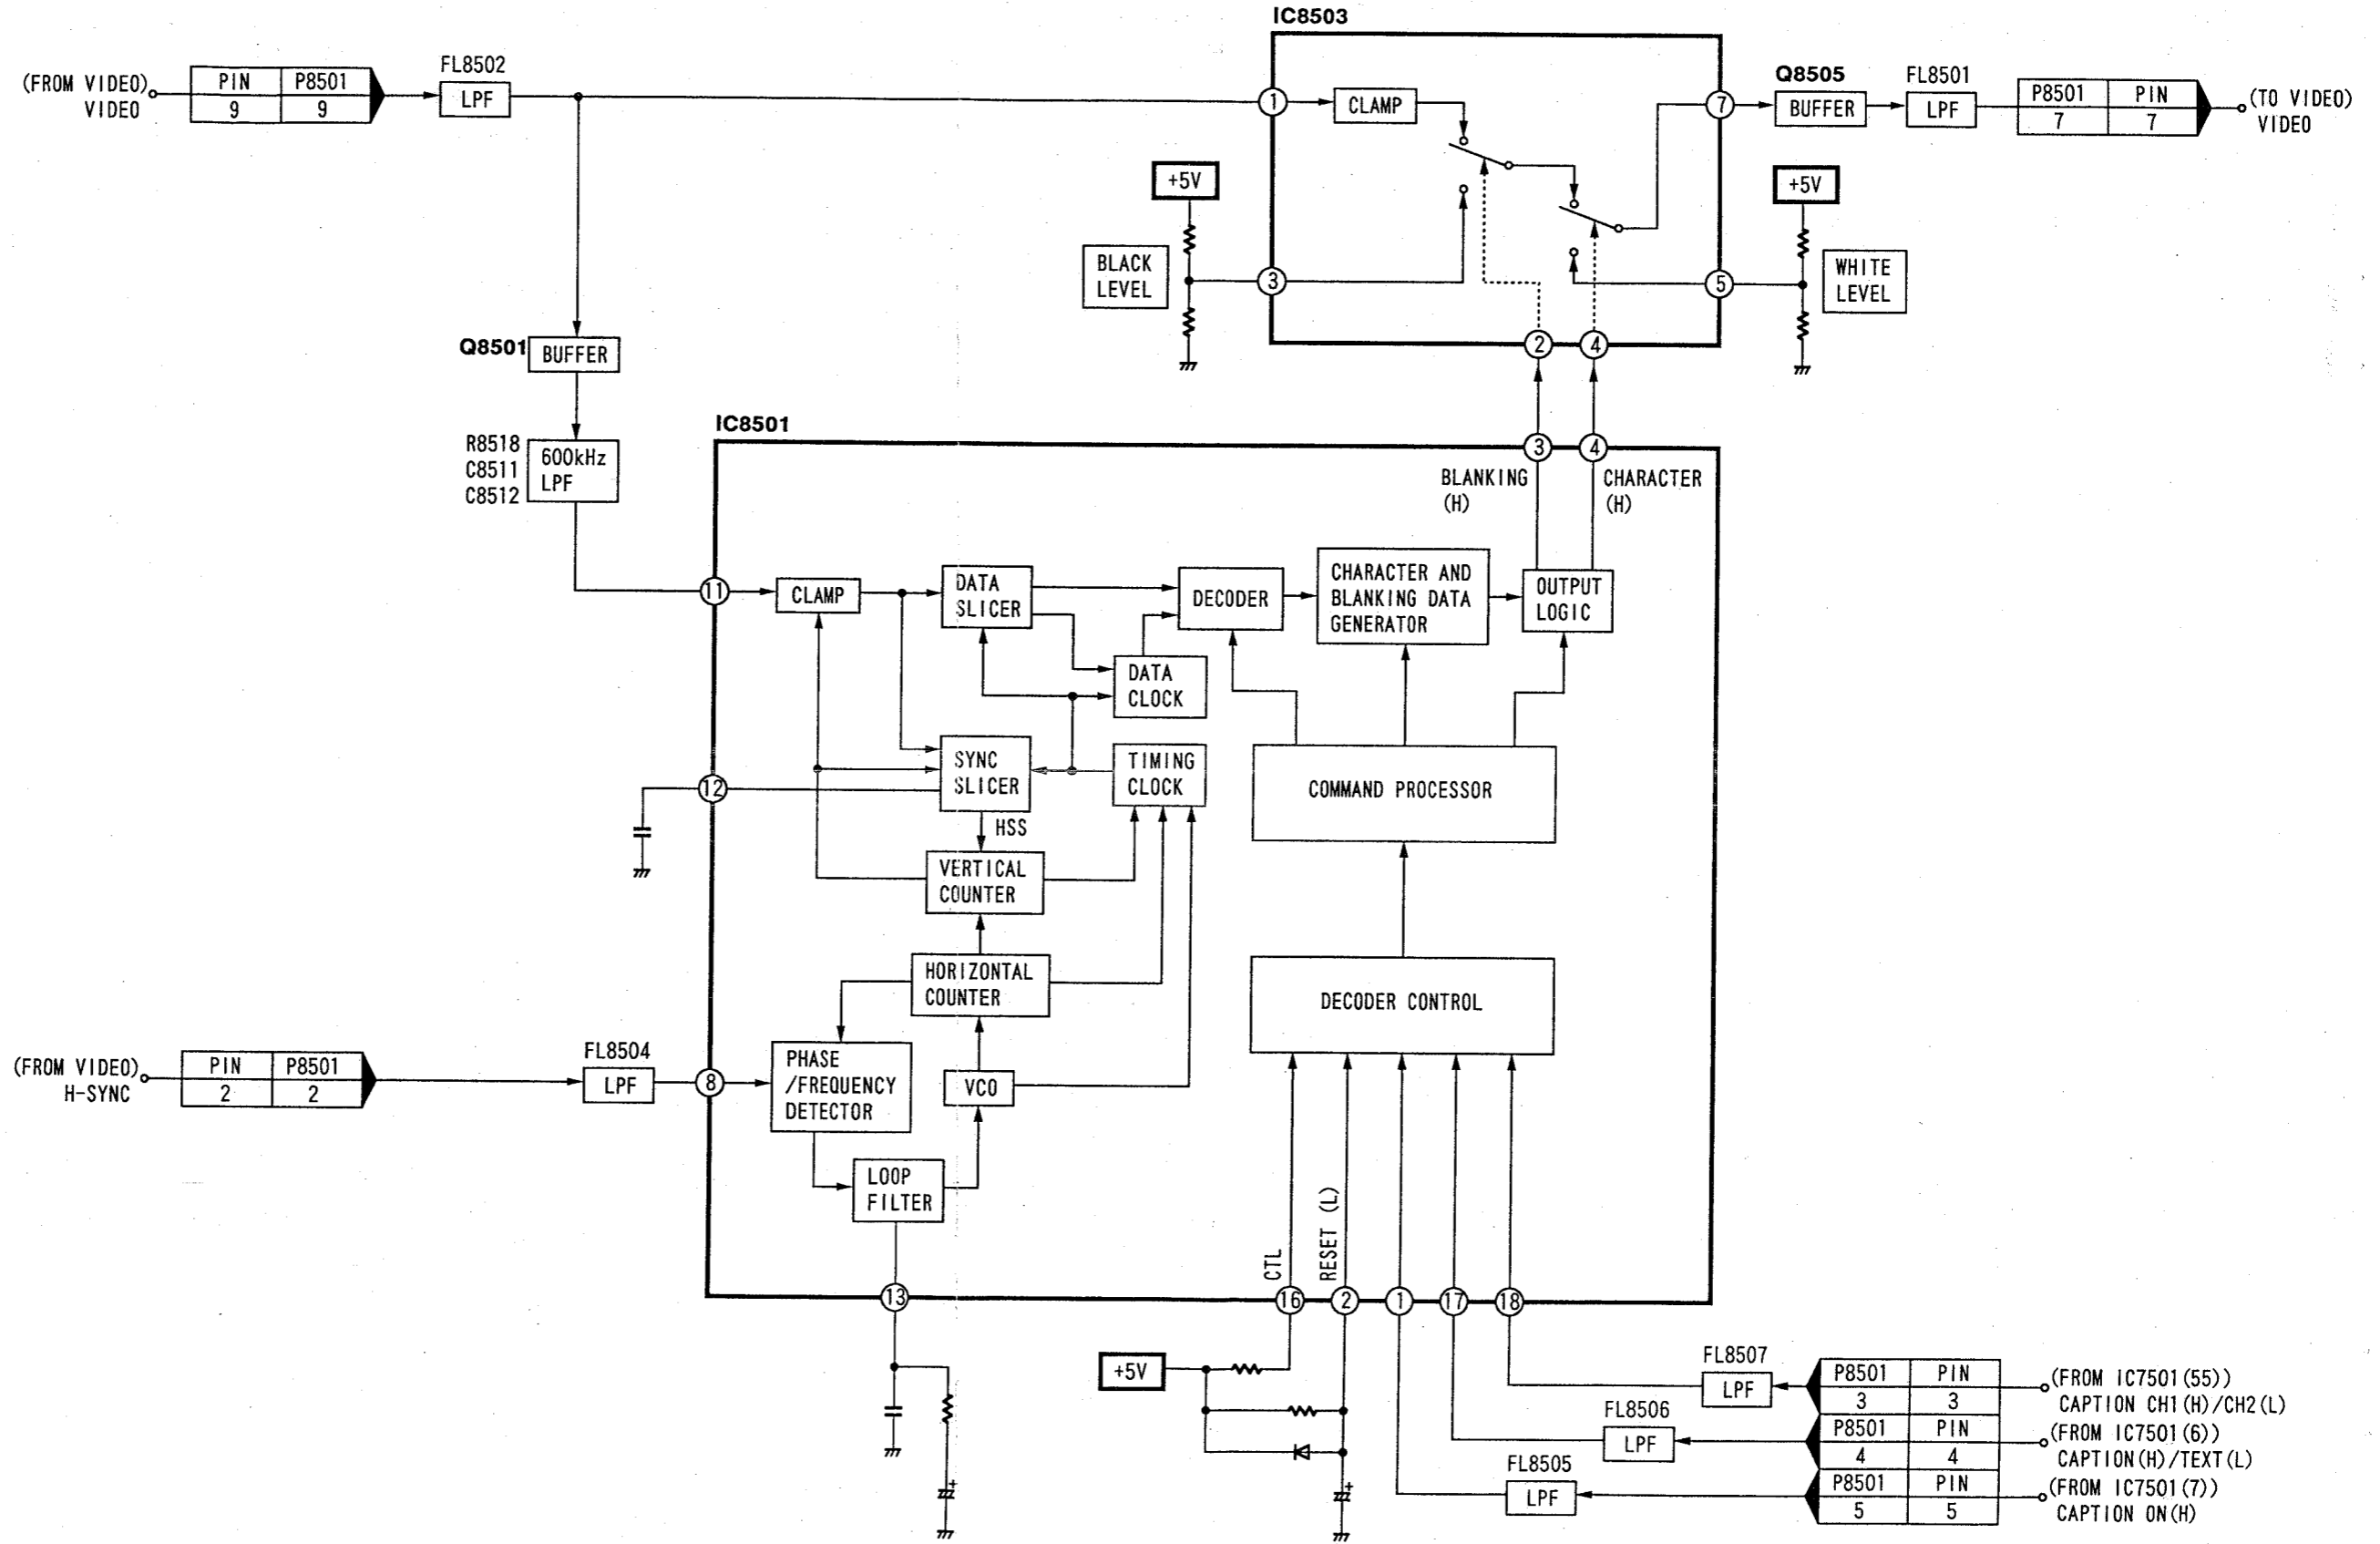 IC8503
(FROM VIDEO)
VIDEO
PIN P8501
9 9
FL8502
LPF
1
CLAMP
7
Q8505
BUFFER
FL8501
LPF
P8501 PIN
7 7
(TO VIDEO)
VIDEO
+5V
BLACK
LEVEL
3
+5V
5
WHITE
LEVEL
2
4
Q8501
BUFFER
R8518
C8511
C8512
600kHz
LPF
IC8501
3
4
BLANKING
(H)
CHARACTER
(H)
11
CLAMP
DATA
SLICER
DECODER
CHARACTER AND
BLANKING DATA
GENERATOR
OUTPUT
LOGIC
DATA
CLOCK
SYNC
SLICER
TIMING
CLOCK
12
HSS
COMMAND PROCESSOR
VERTICAL
COUNTER
HORIZONTAL
COUNTER
DECODER CONTROL
(FROM VIDEO)
H-SYNC
PIN P8501
2 2
FL8504
LPF
8
PHASE
/FREQUENCY
DETECTOR
VCO
LOOP
FILTER
CTL
RESET (L)
13
16
2
1
17
18
+5V
+
+
FL8507
LPF
P8501 PIN
3 3
(FROM IC7501(55))
CAPTION CH1(H)/CH2(L)
FL8506
LPF
P8501 PIN
4 4
(FROM IC7501(6))
CAPTION(H)/TEXT(L)
FL8505
LPF
P8501 PIN
5 5
(FROM IC7501(7))
CAPTION ON(H)